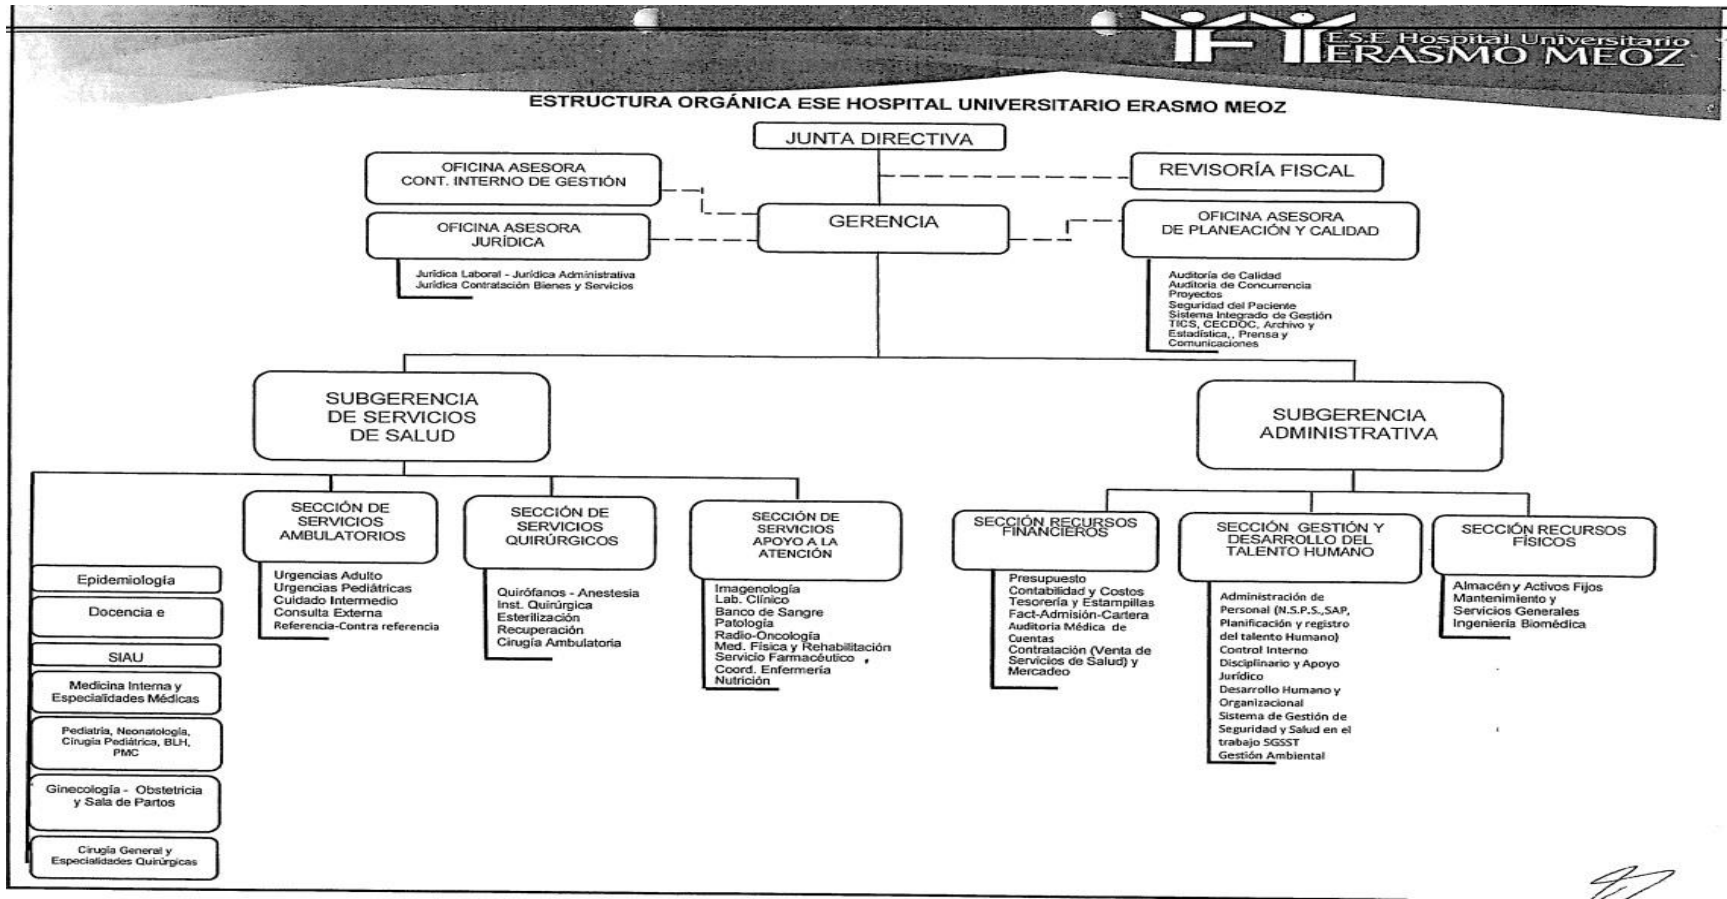 E.S.E. Hospital Universitario
ERASMO MEOZ
ESTRUCTURA ORGÁNICA ESE HOSPITAL UNIVERSITARIO ERASMO MEOZ
JUNTA DIRECTIVA
OFICINA ASESORA
CONT. INTERNO DE GESTIÓN
REVISORÍA FISCAL
GERENCIA
OFICINA ASESORA
JURÍDICA
OFICINA ASESORA
DE PLANEACIÓN Y CALIDAD
Jurídica Laboral - Jurídica Administrativa
Jurídica Contratación Bienes y Servicios
Auditoría de Calidad
Auditoria de Concurrencia
Proyectos
Seguridad del Paciente
Sistema Integrado de Gestión
TICS, CECDOC, Archivo y
Estadística,, Prensa y
Comunicaciones
SUBGERENCIA
DE SERVICIOS
DE SALUD
SUBGERENCIA
ADMINISTRATIVA
Epidemiología
Docencia e
SIAU
Medicina Interna y
Especialidades Médicas
Pediatría, Neonatología,
Cirugía Pediátrica, BLH,
PMC
Ginecología - Obstetricia
y Sala de Partos
Cirugía General y
Especialidades Quirúrgicas
SECCIÓN DE
SERVICIOS
AMBULATORIOS
Urgencias Adulto
Urgencias Pediátricas
Cuidado Intermedio
Consulta Externa
Referencia-Contra referencia
SECCIÓN DE
SERVICIOS
QUIRÚRGICOS
Quirófanos - Anestesia
Inst. Quirúrgica
Esterilización
Recuperación
Cirugía Ambulatoria
SECCIÓN DE
SERVICIOS
APOYO A LA
ATENCIÓN
Imagenología
Lab. Clínico
Banco de Sangre
Patología
Radio-Oncología
Med. Física y Rehabilitación
Servicio Farmacéutico
Coord. Enfermería
Nutrición
SECCIÓN RECURSOS
FINANCIEROS
Presupuesto
Contabilidad y Costos
Tesorería y Estampillas
Fact-Admisión-Cartera
Auditoria Médica de
Cuentas
Contratación (Venta de
Servicios de Salud) y
Mercadeo
SECCIÓN GESTIÓN Y
DESARROLLO DEL
TALENTO HUMANO
Administración de
Personal (N.S.P.S.,SAP,
Planificación y registro
del talento Humano)
Control Interno
Disciplinario y Apoyo
Jurídico
Desarrollo Humano y
Organizacional
Sistema de Gestión de
Seguridad y Salud en el
trabajo SGSST
Gestión Ambiental
SECCIÓN RECURSOS
FÍSICOS
Almacén y Activos Fijos
Mantenimiento y
Servicios Generales
Ingeniería Biomédica